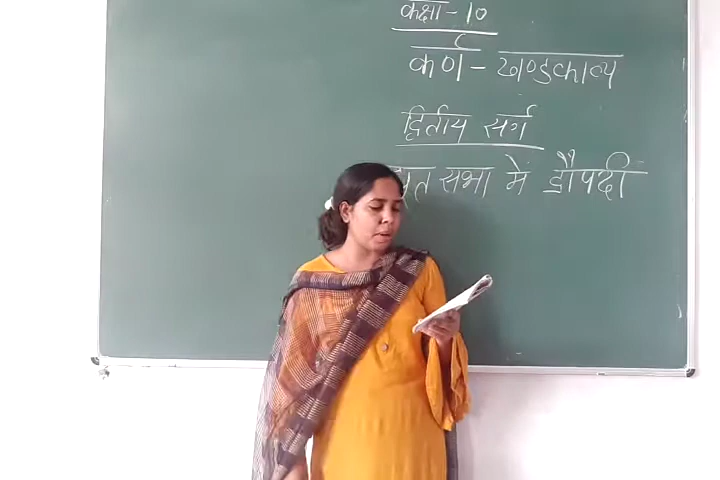 कक्षा - 10
कर्ण - खण्डकाव्य
द्वितीय सर्ग
सभा में द्रौपदी